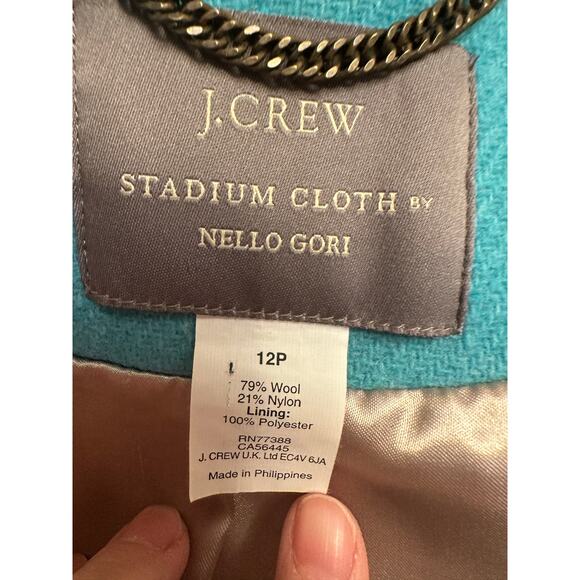 J.CREW
STADIUM CLOTH BY
NELLO GORI
12P
79% Wool
21% Nylon
Lining:
100% Polyester
RN77388
CA56445
J. CREW U.K. Ltd EC4V 6JA
Made in Philippines